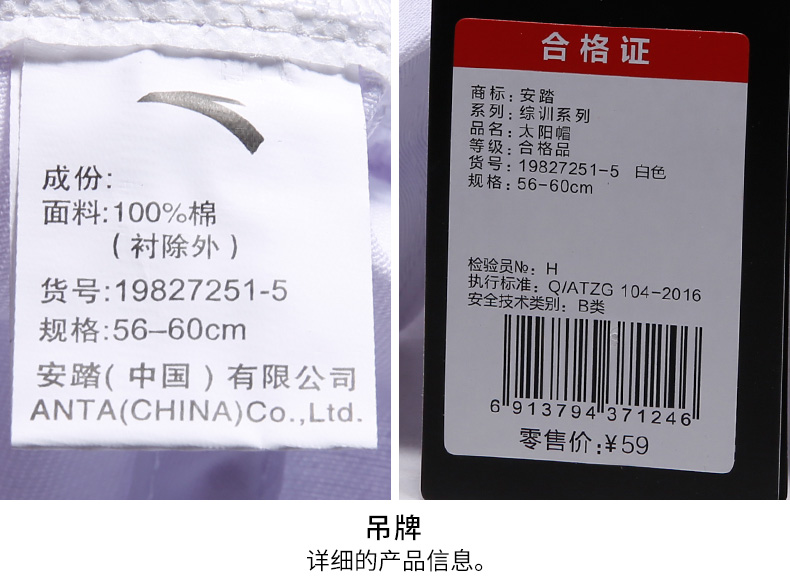 成份:
面料:100%棉
(衬除外)
货号:19827251-5
规格:56–60cm
安踏(中国)有限公司
ANTA(CHINA)Co.,Ltd.
合格证
商标:安踏
系列:综训系列
品名:太阳帽
等级:合格品
货号:19827251-5 白色
规格:56-60cm
检验员№:H
执行标准:Q/ATZG 104-2016
安全技术类别:B类
6 913794 371246
零售价:¥59
吊牌
详细的产品信息。